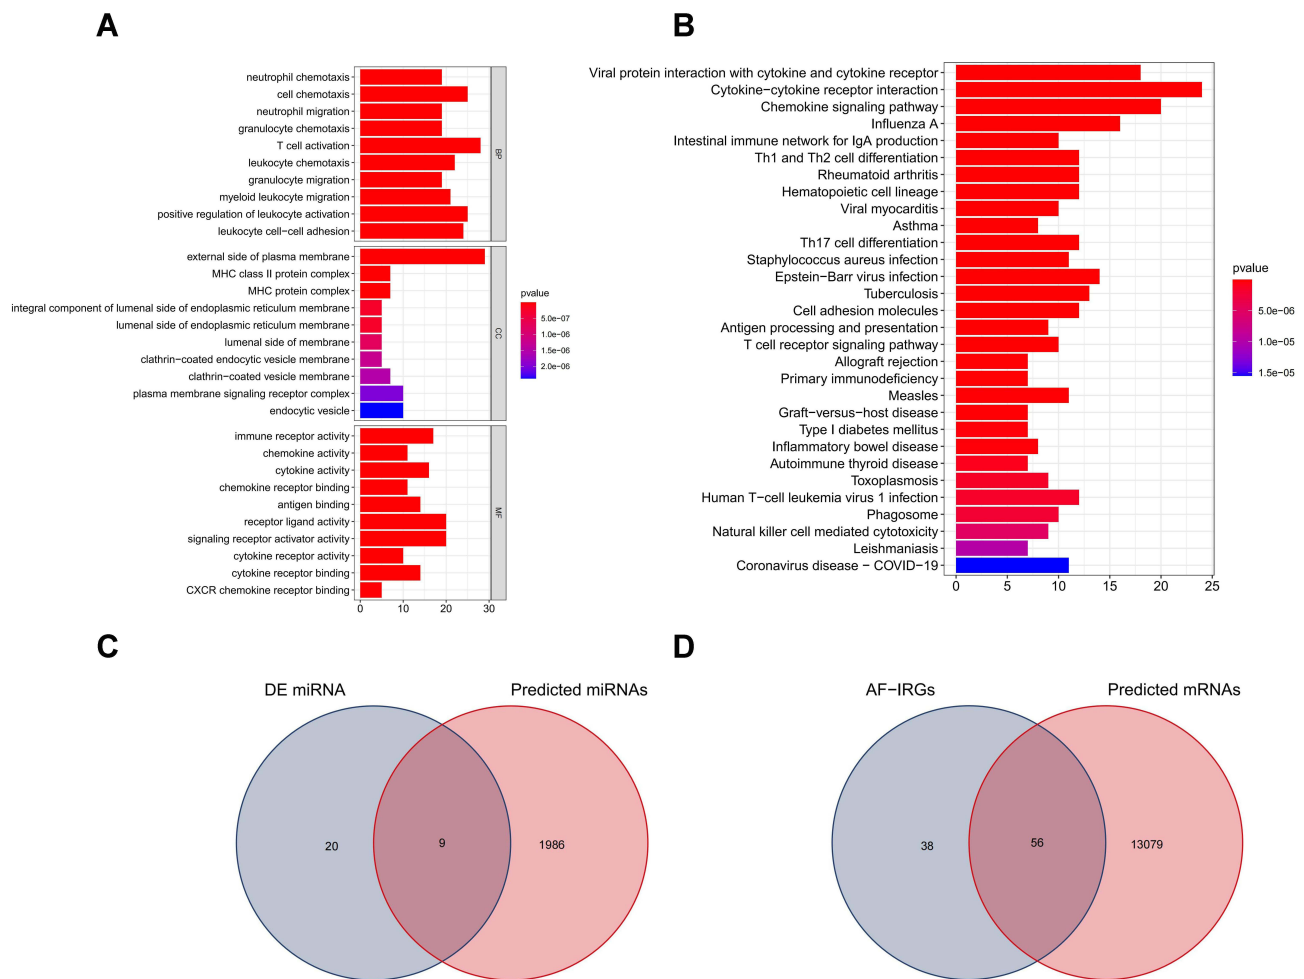 A
neutrophil chemotaxis
cell chemotaxis
neutrophil migration
granulocyte chemotaxis
T cell activation
leukocyte chemotaxis
granulocyte migration
myeloid leukocyte migration
positive regulation of leukocyte activation
leukocyte cell−cell adhesion
BP
external side of plasma membrane
MHC class II protein complex
MHC protein complex
integral component of lumenal side of endoplasmic reticulum membrane
lumenal side of endoplasmic reticulum membrane
lumenal side of membrane
clathrin−coated endocytic vesicle membrane
clathrin−coated vesicle membrane
plasma membrane signaling receptor complex
endocytic vesicle
CC
immune receptor activity
chemokine activity
cytokine activity
chemokine receptor binding
antigen binding
receptor ligand activity
signaling receptor activator activity
cytokine receptor activity
cytokine receptor binding
CXCR chemokine receptor binding
MF
0 10 20 30
pvalue
5.0e−07
1.0e−06
1.5e−06
2.0e−06
B
Viral protein interaction with cytokine and cytokine receptor
Cytokine−cytokine receptor interaction
Chemokine signaling pathway
Influenza A
Intestinal immune network for IgA production
Th1 and Th2 cell differentiation
Rheumatoid arthritis
Hematopoietic cell lineage
Viral myocarditis
Asthma
Th17 cell differentiation
Staphylococcus aureus infection
Epstein−Barr virus infection
Tuberculosis
Cell adhesion molecules
Antigen processing and presentation
T cell receptor signaling pathway
Allograft rejection
Primary immunodeficiency
Measles
Graft−versus−host disease
Type I diabetes mellitus
Inflammatory bowel disease
Autoimmune thyroid disease
Toxoplasmosis
Human T−cell leukemia virus 1 infection
Phagosome
Natural killer cell mediated cytotoxicity
Leishmaniasis
Coronavirus disease − COVID−19
0 5 10 15 20 25
pvalue
5.0e−06
1.0e−05
1.5e−05
C
DE miRNA Predicted miRNAs
20 9 1986
D
AF−IRGs Predicted mRNAs
38 56 13079